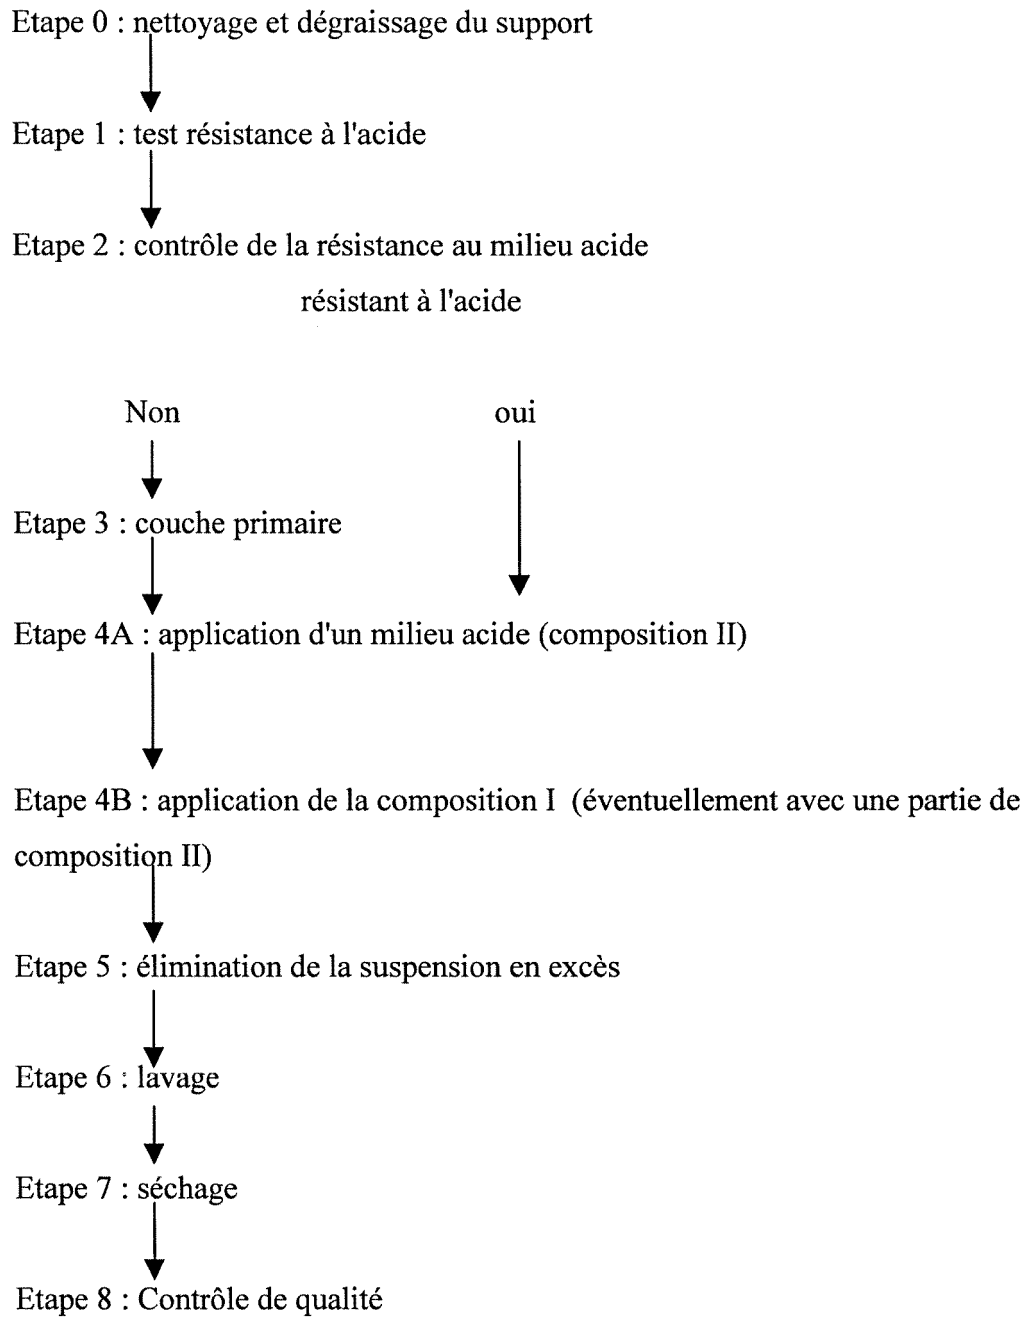 Etape 0 : nettoyage et dégraissage du support
Etape 1 : test résistance à l'acide
Etape 2 : contrôle de la résistance au milieu acide
résistant à l'acide
Non oui
Etape 3 : couche primaire
Etape 4A : application d'un milieu acide (composition II)
Etape 4B : application de la composition I (éventuellement avec une partie de
composition II)
Etape 5 : élimination de la suspension en excès
Etape 6 : lavage
Etape 7 : séchage
Etape 8 : Contrôle de qualité